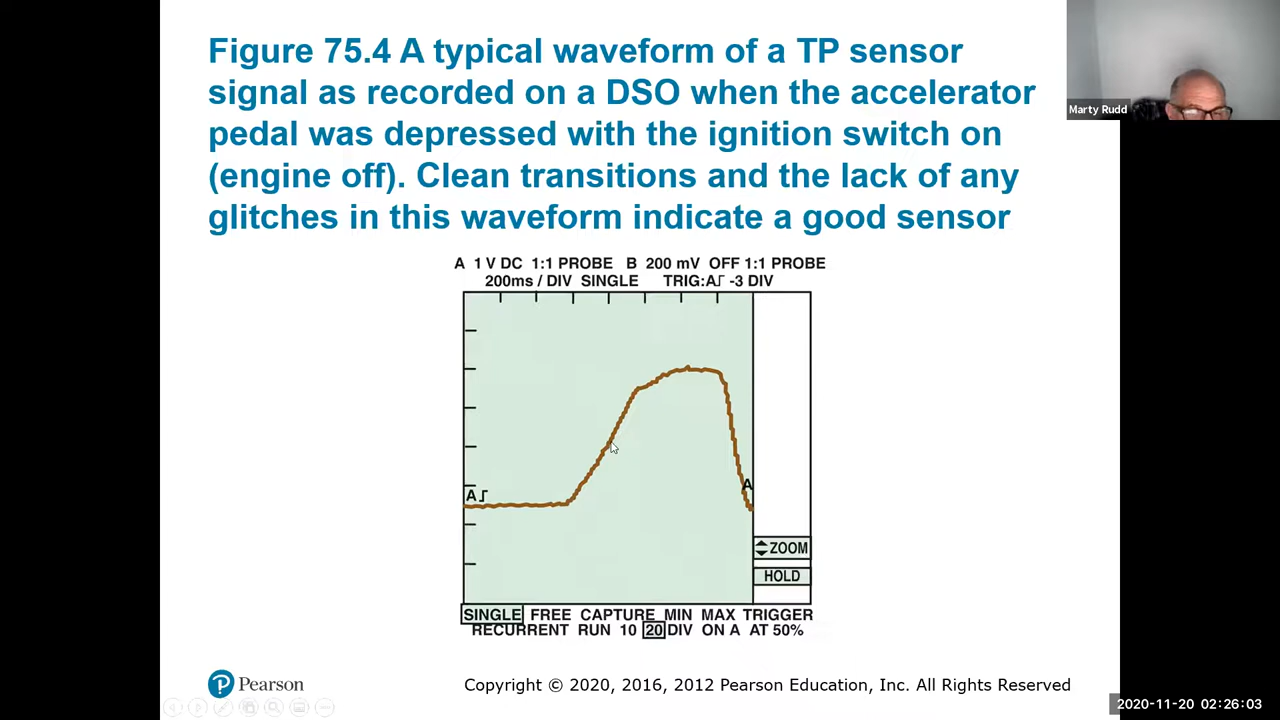 Figure 75.4 A typical waveform of a TP sensor
signal as recorded on a DSO when the accelerator
pedal was depressed with the ignition switch on
(engine off). Clean transitions and the lack of any
glitches in this waveform indicate a good sensor
Marty Rudd
A 1 V DC 1:1 PROBE B 200 mV OFF 1:1 PROBE
200ms / DIV SINGLE TRIG:A -3 DIV
A
A
ZOOM
HOLD
SINGLE FREE CAPTURE MIN MAX TRIGGER
RECURRENT RUN 10 20 DIV ON A AT 50%
P Pearson
Copyright © 2020, 2016, 2012 Pearson Education, Inc. All Rights Reserved
2020-11-20 02:26:03